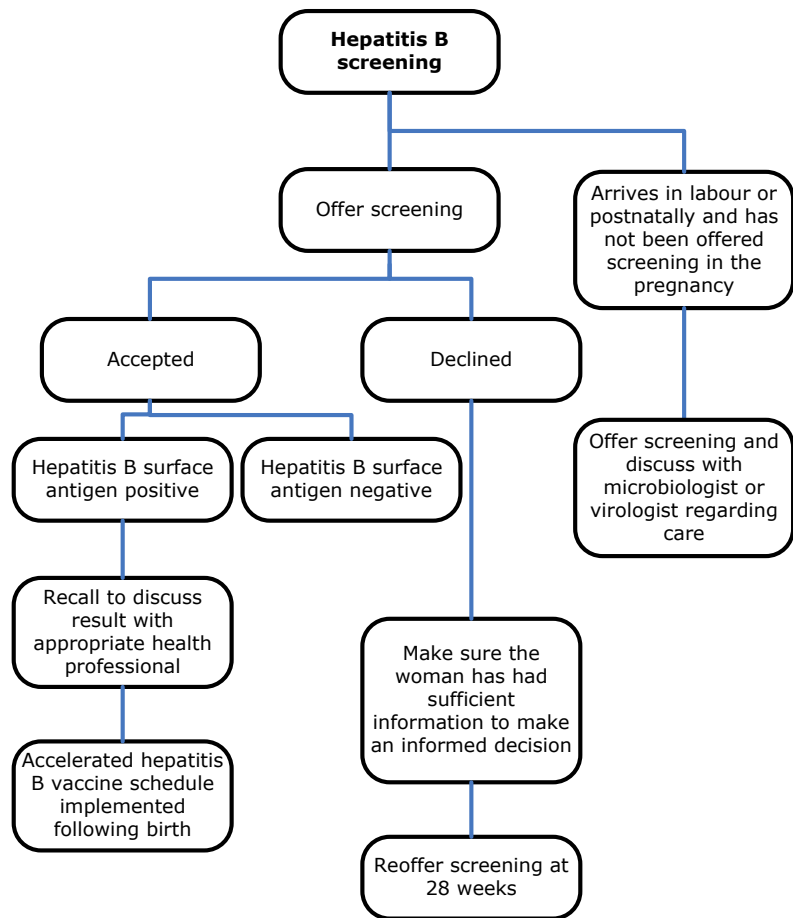 Hepatitis B
screening
Offer screening
Arrives in labour or
postnatally and has
not been offered
screening in the
pregnancy
Accepted
Declined
Hepatitis B surface
antigen positive
Hepatitis B surface
antigen negative
Offer screening and
discuss with
microbiologist or
virologist regarding
care
Recall to discuss
result with
appropriate health
professional
Make sure the
woman has had
sufficient
information to make
an informed decision
Accelerated hepatitis
B vaccine schedule
implemented
following birth
Reoffer screening at
28 weeks